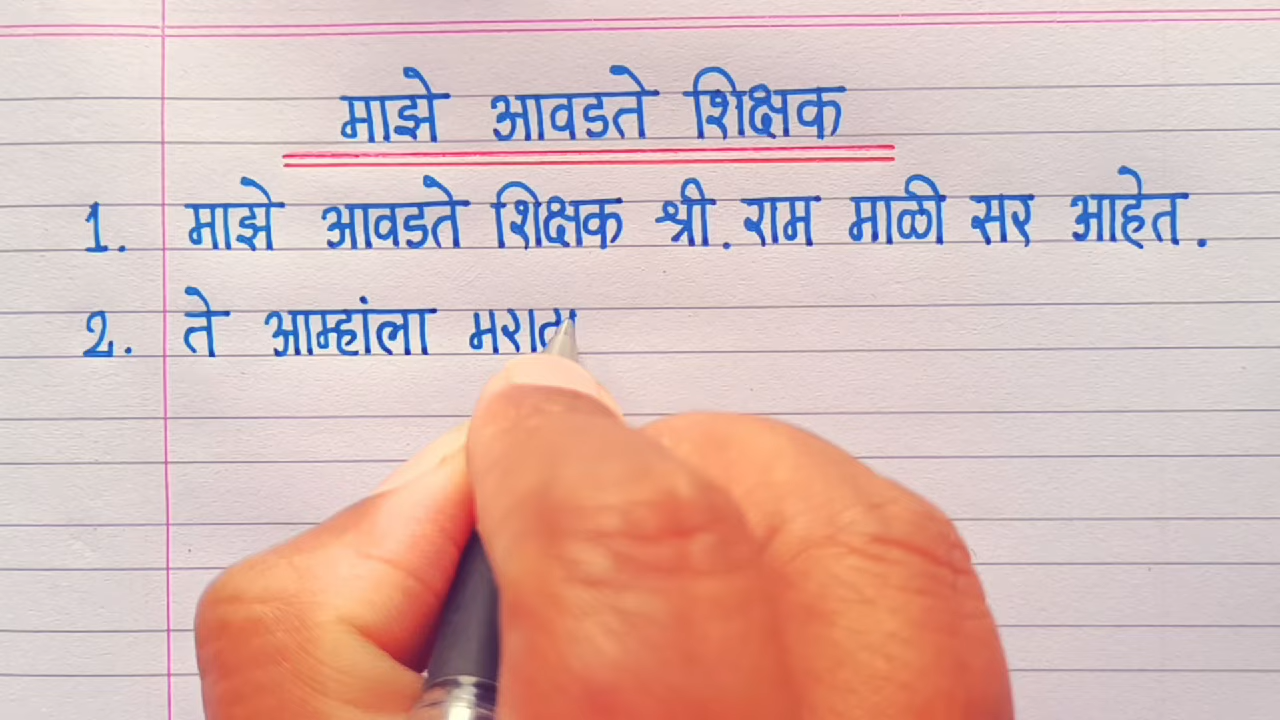 माझे आवडते शिक्षक
1. माझे आवडते शिक्षक श्री. राम माळी सर आहेत.
2. ते आम्हांला